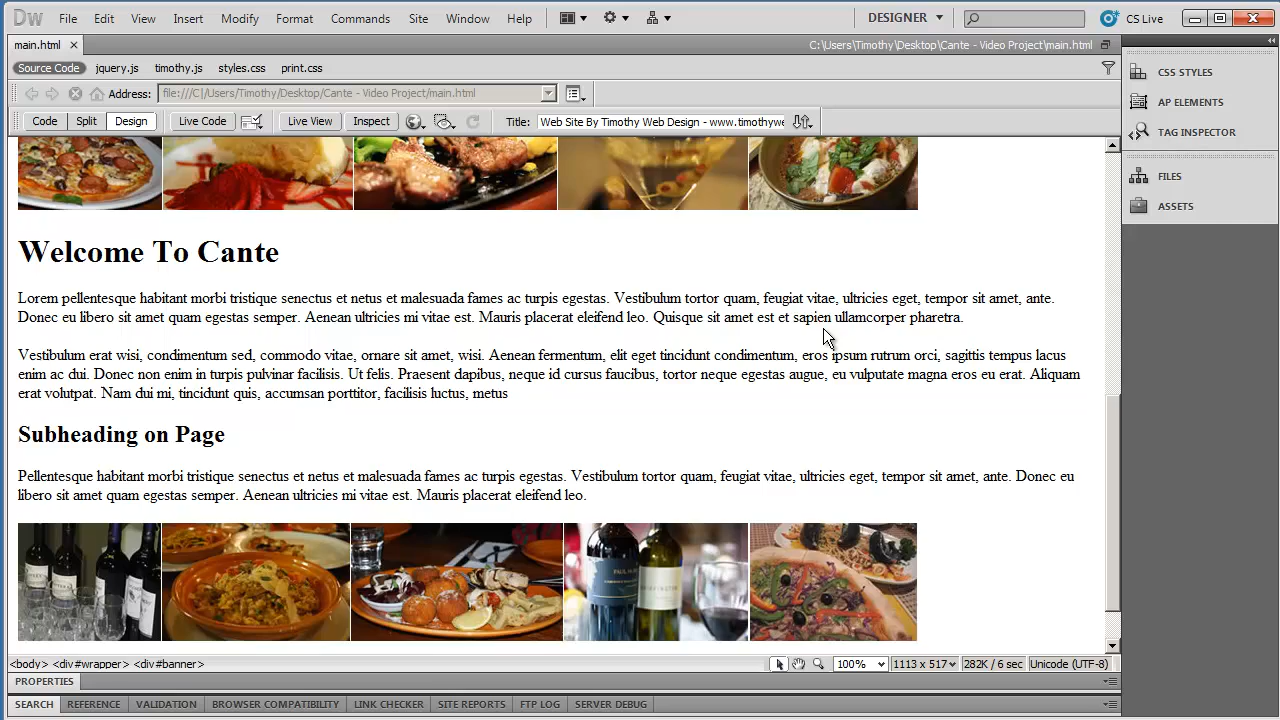 Dw File Edit View Insert Modify Format Commands Site Window Help DESIGNER CS Live
main.html C:\Users\Timothy\Desktop\Cante - Video Project\main.html
Source Code jquery.js timothy.js styles.css print.css
Address: file:///C|/Users/Timothy/Desktop/Cante - Video Project/main.html
Code Split Design Live Code Live View Inspect Title: Web Site By Timothy Web Design - www.timothywe
CSS STYLES
AP ELEMENTS
TAG INSPECTOR
FILES
ASSETS
Welcome To Cante
Lorem pellentesque habitant morbi tristique senectus et netus et malesuada fames ac turpis egestas. Vestibulum tortor quam, feugiat vitae, ultricies eget, tempor sit amet, ante.
Donec eu libero sit amet quam egestas semper. Aenean ultricies mi vitae est. Mauris placerat eleifend leo. Quisque sit amet est et sapien ullamcorper pharetra.
Vestibulum erat wisi, condimentum sed, commodo vitae, ornare sit amet, wisi. Aenean fermentum, elit eget tincidunt condimentum, eros ipsum rutrum orci, sagittis tempus lacus
enim ac dui. Donec non enim in turpis pulvinar facilisis. Ut felis. Praesent dapibus, neque id cursus faucibus, tortor neque egestas augue, eu vulputate magna eros eu erat. Aliquam
erat volutpat. Nam dui mi, tincidunt quis, accumsan porttitor, facilisis luctus, metus
Subheading on Page
Pellentesque habitant morbi tristique senectus et netus et malesuada fames ac turpis egestas. Vestibulum tortor quam, feugiat vitae, ultricies eget, tempor sit amet, ante. Donec eu
libero sit amet quam egestas semper. Aenean ultricies mi vitae est. Mauris placerat eleifend leo.
<body> <div#wrapper> <div#banner> 100% 1113 x 517 282K / 6 sec Unicode (UTF-8)
PROPERTIES
SEARCH REFERENCE VALIDATION BROWSER COMPATIBILITY LINK CHECKER SITE REPORTS FTP LOG SERVER DEBUG